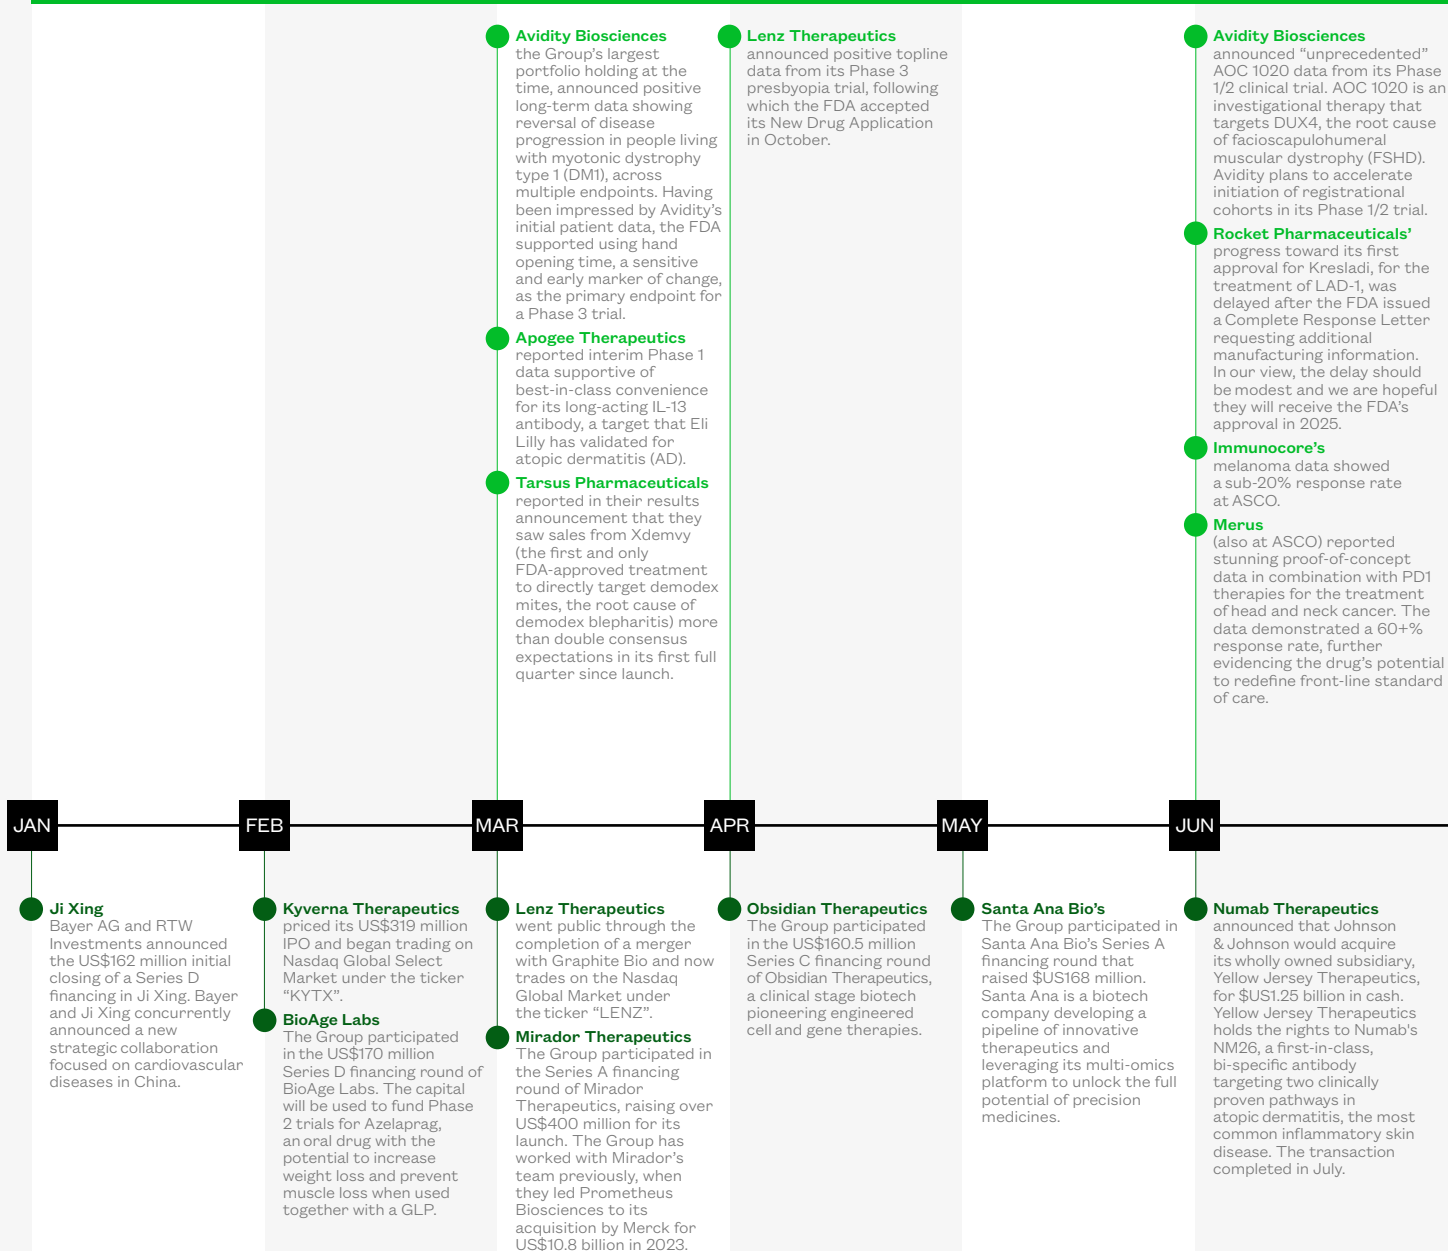 Avidity Biosciences
the Group's largest
portfolio holding at the
time, announced positive
long-term data showing
reversal of disease
progression in people living
with myotonic dystrophy
type 1 (DM1), across
multiple endpoints. Having
been impressed by Avidity's
initial patient data, the FDA
supported using hand
opening time, a sensitive
and early marker of change,
as the primary endpoint for
a Phase 3 trial.
Apogee Therapeutics
reported interim Phase 1
data supportive of
best-in-class convenience
for its long-acting IL-13
antibody, a target that Eli
Lilly has validated for
atopic dermatitis (AD).
Tarsus Pharmaceuticals
reported in their results
announcement that they
saw sales from Xdemvy
(the first and only
FDA-approved treatment
to directly target demodex
mites, the root cause of
demodex blepharitis) more
than double consensus
expectations in its first full
quarter since launch.
Lenz Therapeutics
announced positive topline
data from its Phase 3
presbyopia trial, following
which the FDA accepted
its New Drug Application
in October.
Avidity Biosciences
announced “unprecedented”
AOC 1020 data from its Phase
1/2 clinical trial. AOC 1020 is an
investigational therapy that
targets DUX4, the root cause
of facioscapulohumeral
muscular dystrophy (FSHD).
Avidity plans to accelerate
initiation of registrational
cohorts in its Phase 1/2 trial.
Rocket Pharmaceuticals’
progress toward its first
approval for Kresladi, for the
treatment of LAD-1, was
delayed after the FDA issued
a Complete Response Letter
requesting additional
manufacturing information.
In our view, the delay should
be modest and we are hopeful
they will receive the FDA’s
approval in 2025.
Immunocore’s
melanoma data showed
a sub-20% response rate
at ASCO.
Merus
(also at ASCO) reported
stunning proof-of-concept
data in combination with PD1
therapies for the treatment
of head and neck cancer. The
data demonstrated a 60+%
response rate, further
evidencing the drug’s potential
to redefine front-line standard
of care.
JAN
FEB
MAR
APR
MAY
JUN
Ji Xing
Bayer AG and RTW
Investments announced
the US$162 million initial
closing of a Series D
financing in Ji Xing. Bayer
and Ji Xing concurrently
announced a new
strategic collaboration
focused on cardiovascular
diseases in China.
Kyverna Therapeutics
priced its US$319 million
IPO and began trading on
Nasdaq Global Select
Market under the ticker
“KYTX”.
BioAge Labs
The Group participated
in the US$170 million
Series D financing round of
BioAge Labs. The capital
will be used to fund Phase
2 trials for Azelaprag,
an oral drug with the
potential to increase
weight loss and prevent
muscle loss when used
together with a GLP.
Lenz Therapeutics
went public through the
completion of a merger
with Graphite Bio and now
trades on the Nasdaq
Global Market under
the ticker “LENZ”.
Mirador Therapeutics
The Group participated in
the Series A financing
round of Mirador
Therapeutics, raising over
US$400 million for its
launch. The Group has
worked with Mirador’s
team previously, when
they led Prometheus
Biosciences to its
acquisition by Merck for
US$10.8 billion in 2023.
Obsidian Therapeutics
The Group participated
in the US$160.5 million
Series C financing round
of Obsidian Therapeutics,
a clinical stage biotech
pioneering engineered
cell and gene therapies.
Santa Ana Bio’s
The Group participated in
Santa Ana Bio’s Series A
financing round that
raised $US168 million.
Santa Ana is a biotech
company developing a
pipeline of innovative
therapeutics and
leveraging its multi-omics
platform to unlock the full
potential of precision
medicines.
Numab Therapeutics
announced that Johnson
& Johnson would acquire
its wholly owned subsidiary,
Yellow Jersey Therapeutics,
for $US1.25 billion in cash.
Yellow Jersey Therapeutics
holds the rights to Numab's
NM26, a first-in-class,
bi-specific antibody
targeting two clinically
proven pathways in
atopic dermatitis, the most
common inflammatory skin
disease. The transaction
completed in July.